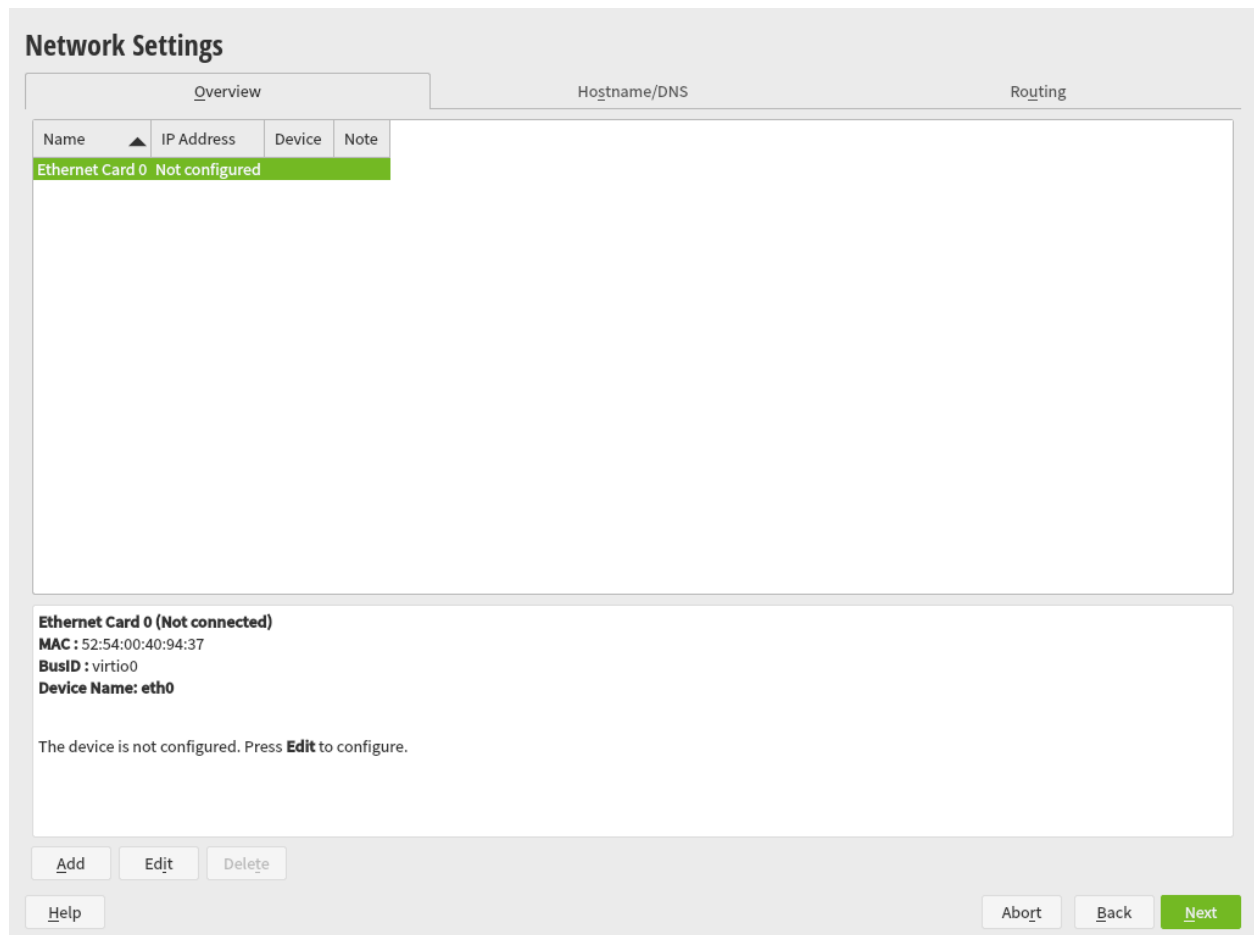 Network Settings
Overview Hostname/DNS Routing
Name IP Address Device Note
Ethernet Card 0 Not configured
Ethernet Card 0 (Not connected)
MAC : 52:54:00:40:94:37
BusID : virtio0
Device Name: eth0
The device is not configured. Press Edit to configure.
Add Edit Delete
Help Abort Back Next